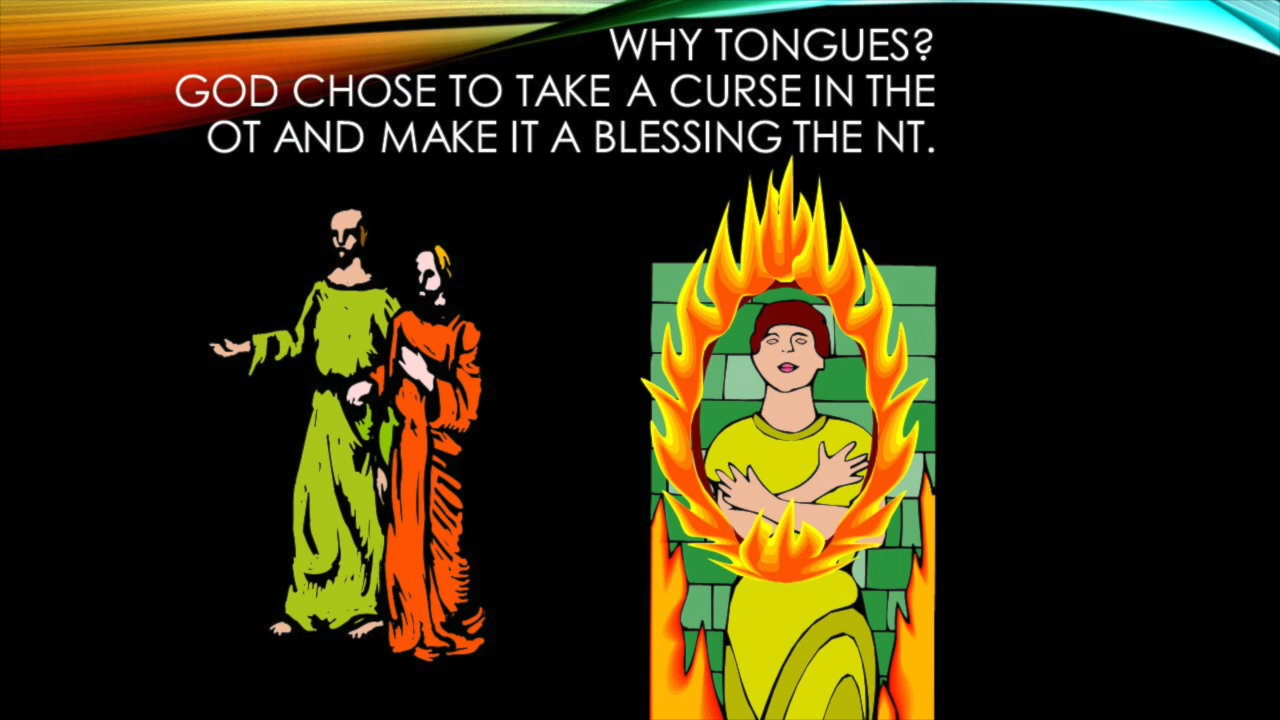 WHY TONGUES?
GOD CHOSE TO TAKE A CURSE IN THE
OT AND MAKE IT A BLESSING THE NT.